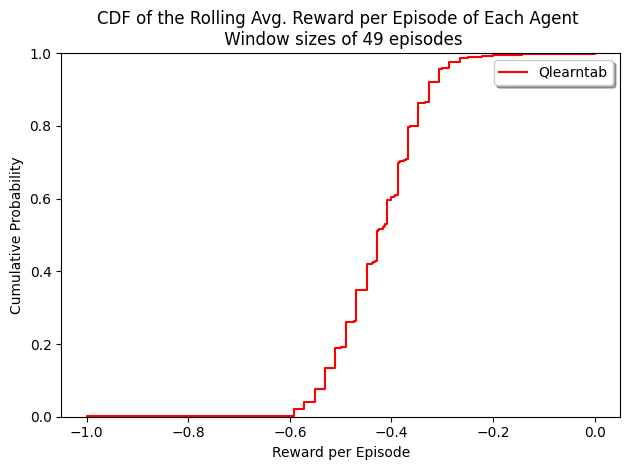 CDF of the Rolling Avg. Reward per Episode of Each Agent
Window sizes of 49 episodes
Qlearntab
Cumulative Probability
1.0
0.8
0.6
0.4
0.2
0.0
−1.0 −0.8 −0.6 −0.4 −0.2 0.0
Reward per Episode